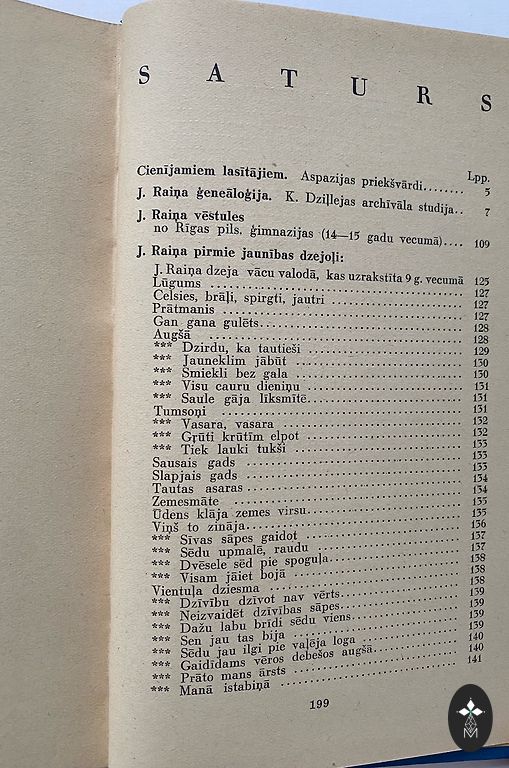 SATURS
Lpp.
Cienījamiem lasītājiem. Aspazijas priekšvārdi........ 5
J. Raiņa ģeneāloģija. K. Dziļļejas archīvāla studija.. 7
J. Raiņa vēstules
no Rīgas pils. ģimnazijas (14—15 gadu vecumā).... 109
J. Raiņa pirmie jaunības dzejoļi:
J. Raiņa dzeja vācu valodā, kas uzrakstīta 9 g. vecumā 125
Lūgums ........ 127
Celsies, brāļi, spirgti, jautri ........ 127
Prātmanis ........ 127
Gan gana gulēts ........ 128
Augšā ........ 128
*** Dzirdu, ka tautieši ........ 129
*** Jauneklim jābūt ........ 130
*** Smiekli bez gala ........ 130
*** Visu cauru dieniņu ........ 131
*** Saule gāja līksmītē ........ 131
Tumsoņi ........ 131
*** Vasara, vasara ........ 132
*** Grūti krūtīm elpot ........ 132
*** Tiek lauki tukši ........ 133
Sausais gads ........ 133
Slapjais gads ........ 133
Tautas asaras ........ 134
Zemesmāte ........ 134
Ūdens klāja zemes virsu ........ 135
Viņš to zināja ........ 135
*** Sīvas sāpes gaidot ........ 136
*** Sēdu upmalē, raudu ........ 137
*** Dvēsele sēd pie spoguļa ........ 137
*** Visam jāiet bojā ........ 138
Vientuļa dziesma ........ 138
*** Dzīvību dzīvot nav vērts ........ 138
*** Neizvaidēt dzīvības sāpes ........ 139
*** Dažu labu brīdi sēdu viens ........ 139
*** Sen jau tas bija ........ 139
*** Sēdu jau ilgi pie vaļēja loga ........ 139
*** Gaidīdams vēros debešos augšā ........ 140
*** Prāto mans ārsts ........ 140
*** Manā istabiņā ........ 141
199
M